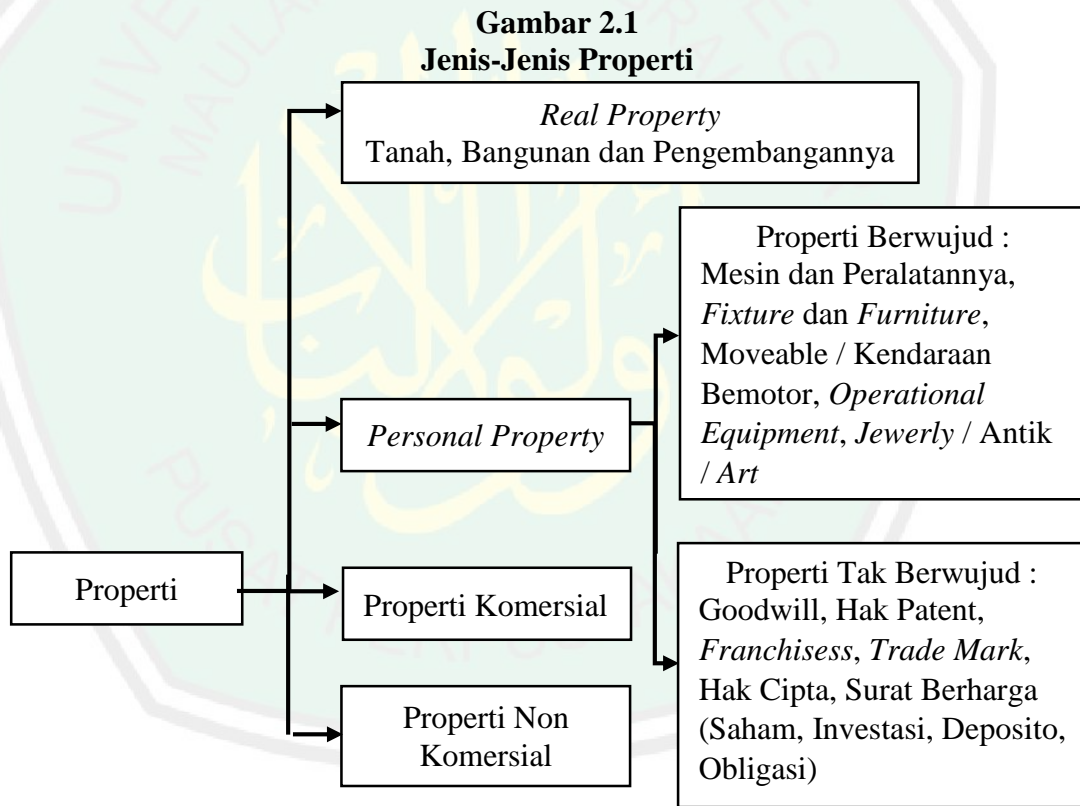 Gambar 2.1
Jenis-Jenis Properti
Real Property
Tanah, Bangunan dan Pengembangannya
Properti Berwujud :
Mesin dan Peralatannya,
Fixture dan Furniture,
Moveable / Kendaraan
Bemotor, Operational
Equipment, Jewerly / Antik
/ Art
Personal Property
Properti
Properti Komersial
Properti Tak Berwujud :
Goodwill, Hak Patent,
Franchisess, Trade Mark,
Hak Cipta, Surat Berharga
(Saham, Investasi, Deposito,
Obligasi)
Properti Non
Komersial